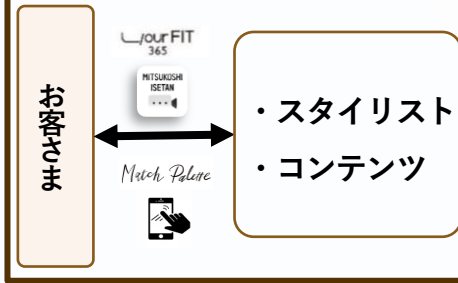 お客さま
YourFIT
365
MITSUKOSHI
ISETAN
Match Palette
・スタイリスト
・コンテンツ